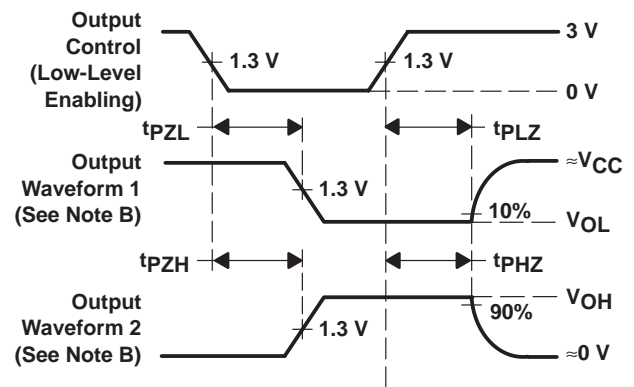 Output
Control
(Low-Level
Enabling)
1.3 V
1.3 V
3 V
0 V
tPZL
tPLZ
Output
Waveform 1
(See Note B)
1.3 V
≈VCC
10%
VOL
tPZH
tPHZ
Output
Waveform 2
(See Note B)
1.3 V
VOH
90%
≈0 V